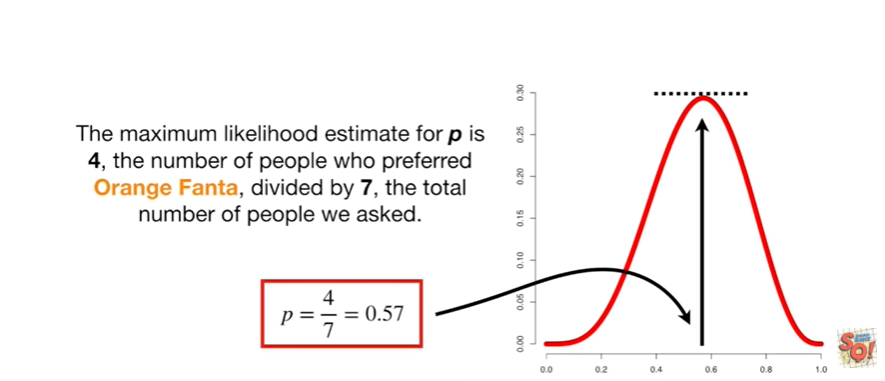 The maximum likelihood estimate for p is
4, the number of people who preferred
Orange Fanta, divided by 7, the total
number of people we asked.
p = 4/7 = 0.57
0.30
0.25
0.20
0.15
0.10
0.05
0.00
0.0 0.2 0.4 0.6 0.8 1.0
SQ!